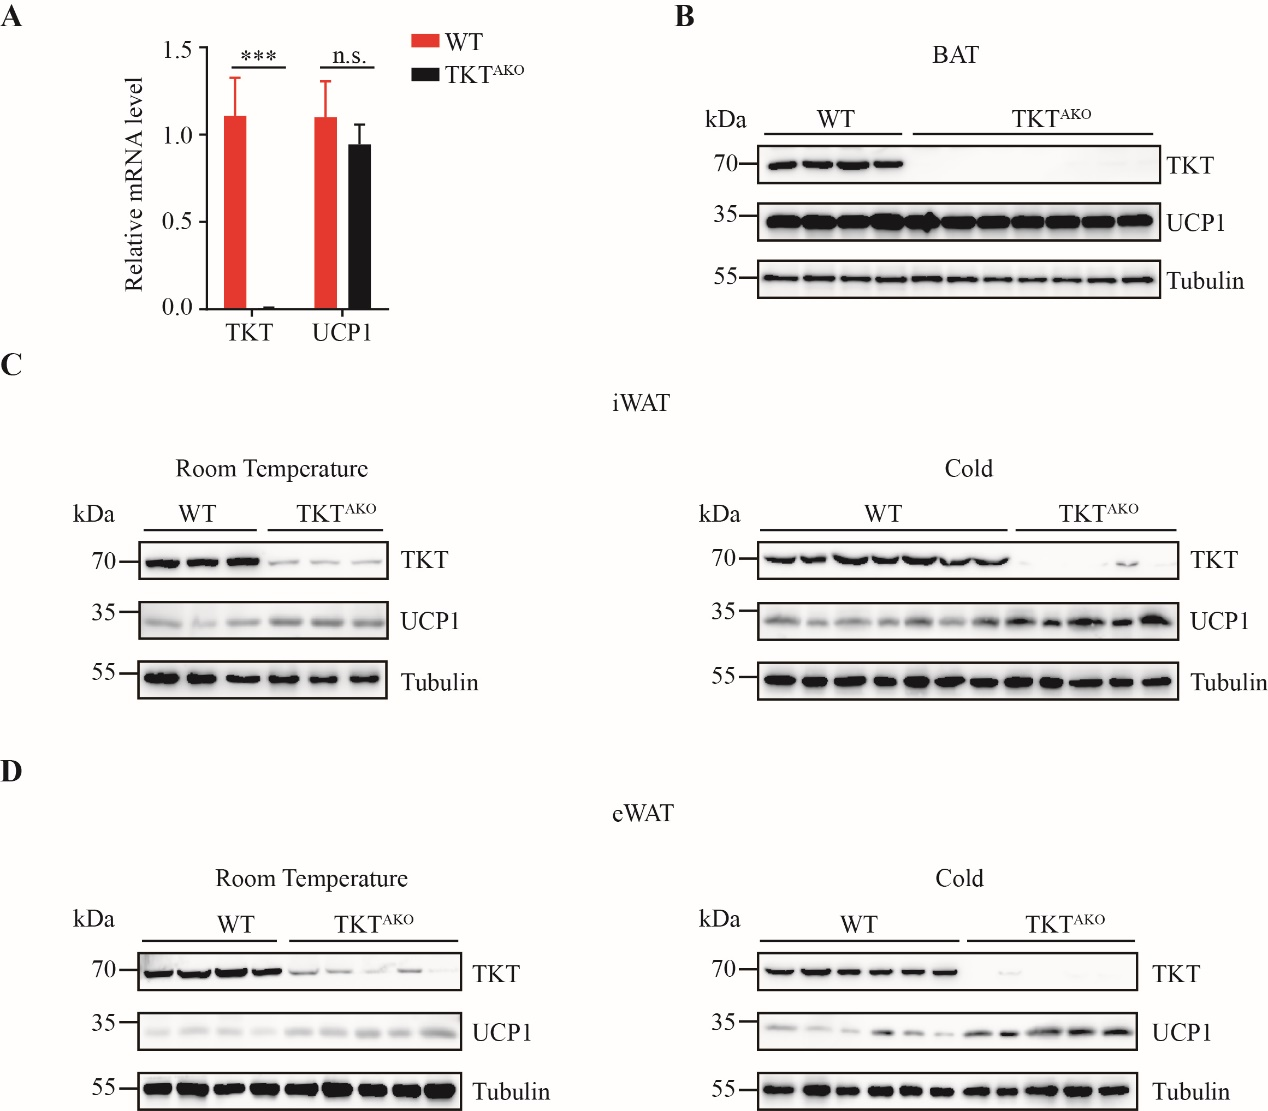 A
1.5
1.0
0.5
0.0
Relative mRNA level
***
n.s.
WT
TKTAKO
TKT
UCP1
B
BAT
kDa
WT
TKTAKO
70
TKT
35
UCP1
55
Tubulin
C
iWAT
Room Temperature
kDa
WT
TKTAKO
70
TKT
35
UCP1
55
Tubulin
Cold
kDa
WT
TKTAKO
70
TKT
35
UCP1
55
Tubulin
D
eWAT
Room Temperature
kDa
WT
TKTAKO
70
TKT
35
UCP1
55
Tubulin
Cold
kDa
WT
TKTAKO
70
TKT
35
UCP1
55
Tubulin